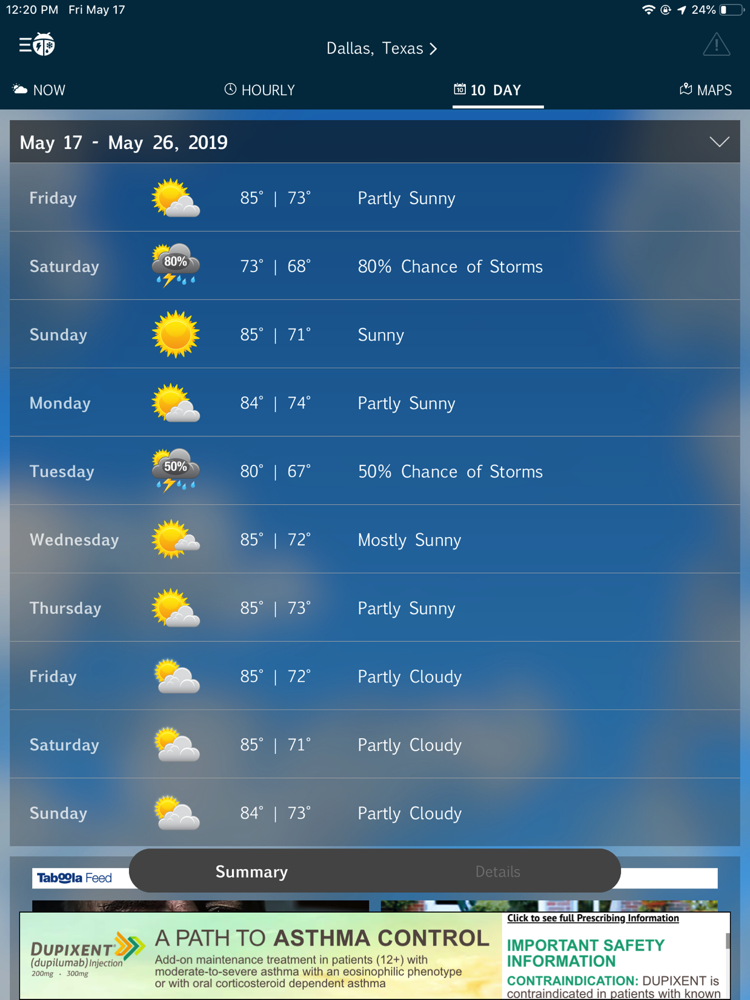 12:20 PM Fri May 17
24%
Dallas, Texas
NOW
HOURLY
10 10 DAY
MAPS
May 17 - May 26, 2019
Friday 85° | 73° Partly Sunny
Saturday 80% 73° | 68° 80% Chance of Storms
Sunday 85° | 71° Sunny
Monday 84° | 74° Partly Sunny
Tuesday 50% 80° | 67° 50% Chance of Storms
Wednesday 85° | 72° Mostly Sunny
Thursday 85° | 73° Partly Sunny
Friday 85° | 72° Partly Cloudy
Saturday 85° | 71° Partly Cloudy
Sunday 84° | 73° Partly Cloudy
Summary Details
Taboola Feed
DUPIXENT®
(dupilumab) Injection
200mg · 300mg
A PATH TO ASTHMA CONTROL
Add-on maintenance treatment in patients (12+) with
moderate-to-severe asthma with an eosinophilic phenotype
or with oral corticosteroid dependent asthma
Click to see full Prescribing Information
IMPORTANT SAFETY
INFORMATION
CONTRAINDICATION: DUPIXENT is
contraindicated in patients with known